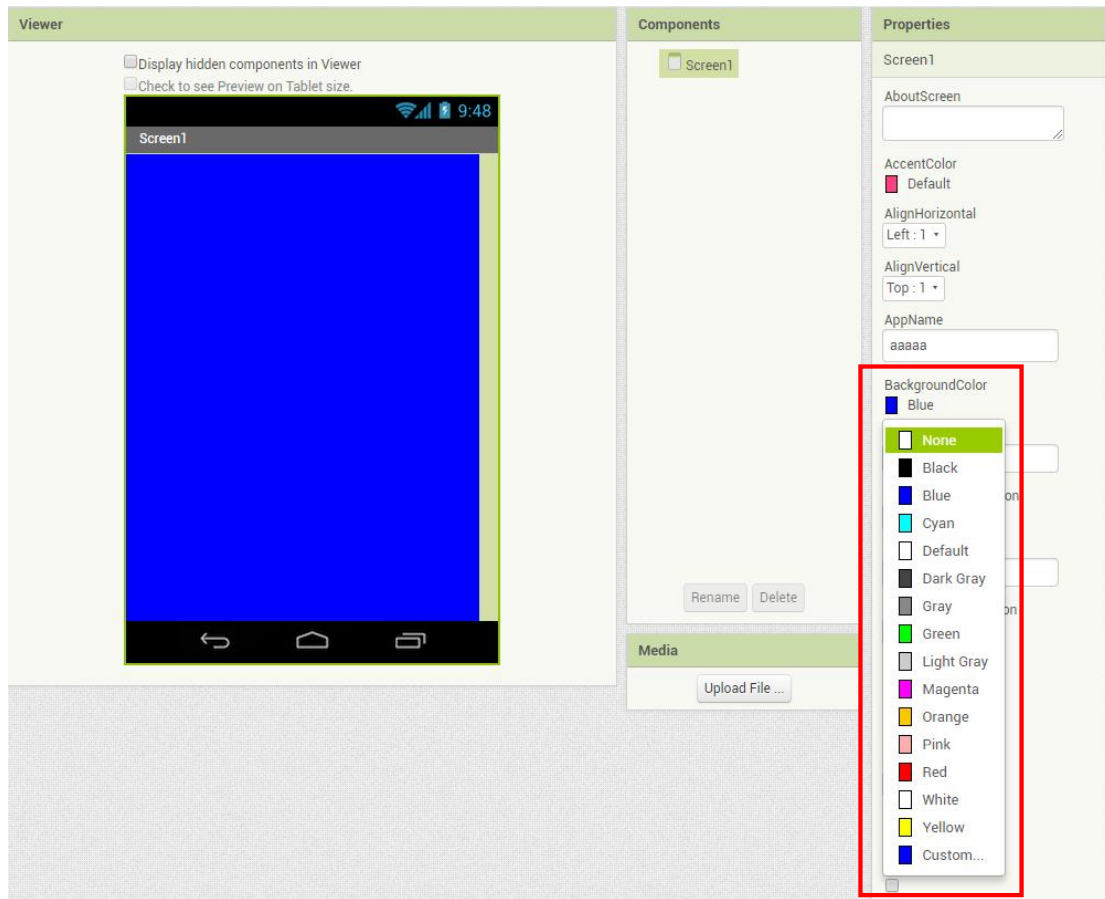 Viewer
Display hidden components in Viewer
Check to see Preview on Tablet size.
9:48
Screen1
Components
Screen1
Rename Delete
Media
Upload File ...
Properties
Screen1
AboutScreen
AccentColor
Default
AlignHorizontal
Left : 1
AlignVertical
Top : 1
AppName
aaaaa
BackgroundColor
Blue
None
Black
Blue
on
Cyan
Default
Dark Gray
Gray
on
Green
Light Gray
Magenta
Orange
Pink
Red
White
Yellow
Custom...